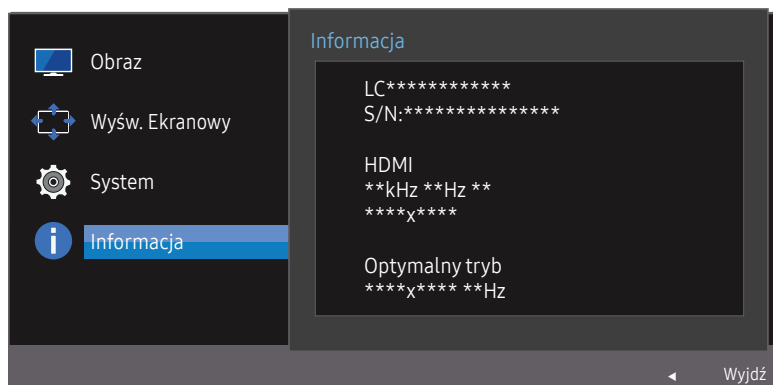 Obraz
Wyśw. Ekranowy
System
Informacja
Informacja
LC************
S/N:***************
HDMI
**kHz **Hz **
****x****
Optymalny tryb
****x**** **Hz
Wyjdź